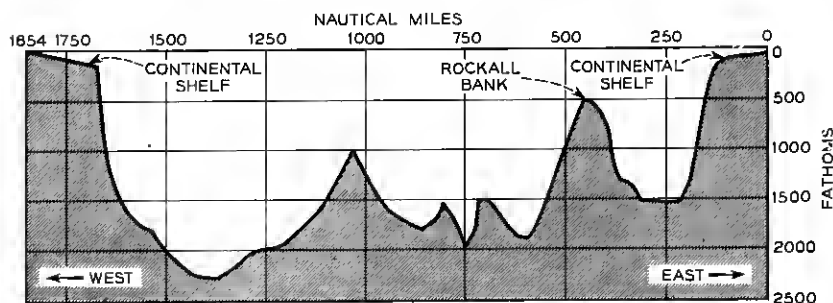 NAUTICAL MILES
1654 1750 1500 1250 1000 750 500 250 0
CONTINENTAL SHELF
ROCKALL BANK
CONTINENTAL SHELF
0
500
1000
1500
2000
2500
FATHOMS
WEST
EAST